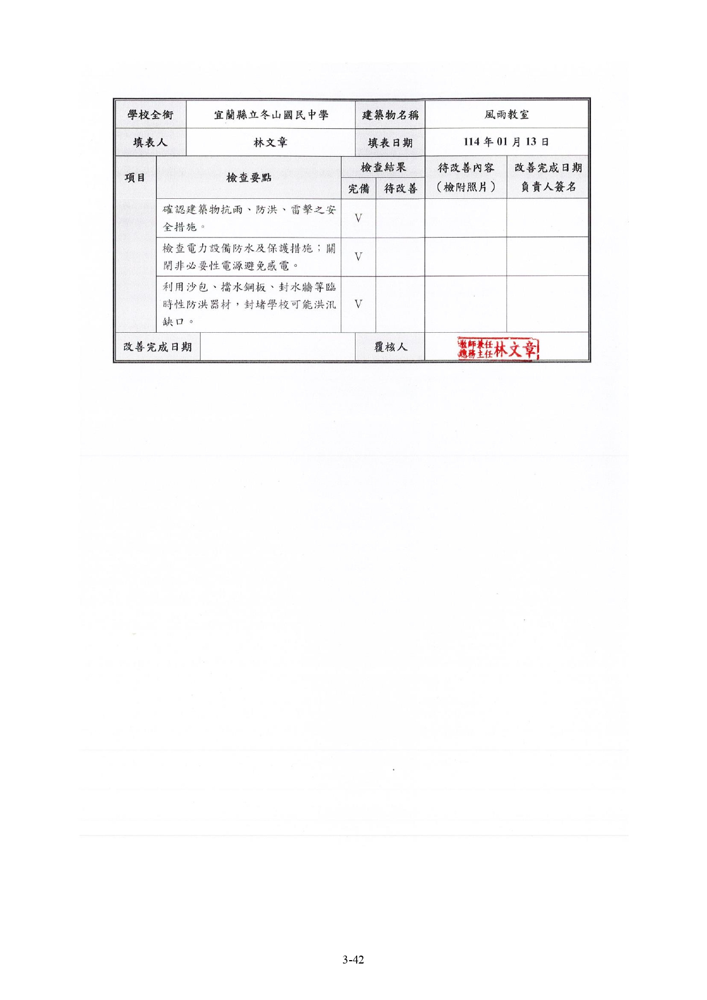 學校全銜 宜蘭縣立冬山國民中學 建築物名稱 風雨教室
填表人 林文章 填表日期 114 年 01 月 13 日
項目 檢查要點 檢查結果 待改善內容 改善完成日期
完備 待改善 （檢附照片） 負責人簽名
確認建築物抗雨、防洪、雷擊之安
全措施。 V
檢查電力設備防水及保護措施；關
閉非必要性電源避免感電。 V
利用沙包、擋水鋼板、封水牆等臨
時性防洪器材，封堵學校可能洪汛 V
缺口。
改善完成日期 覆核人 教師兼任
總務主任 林文章
3-42